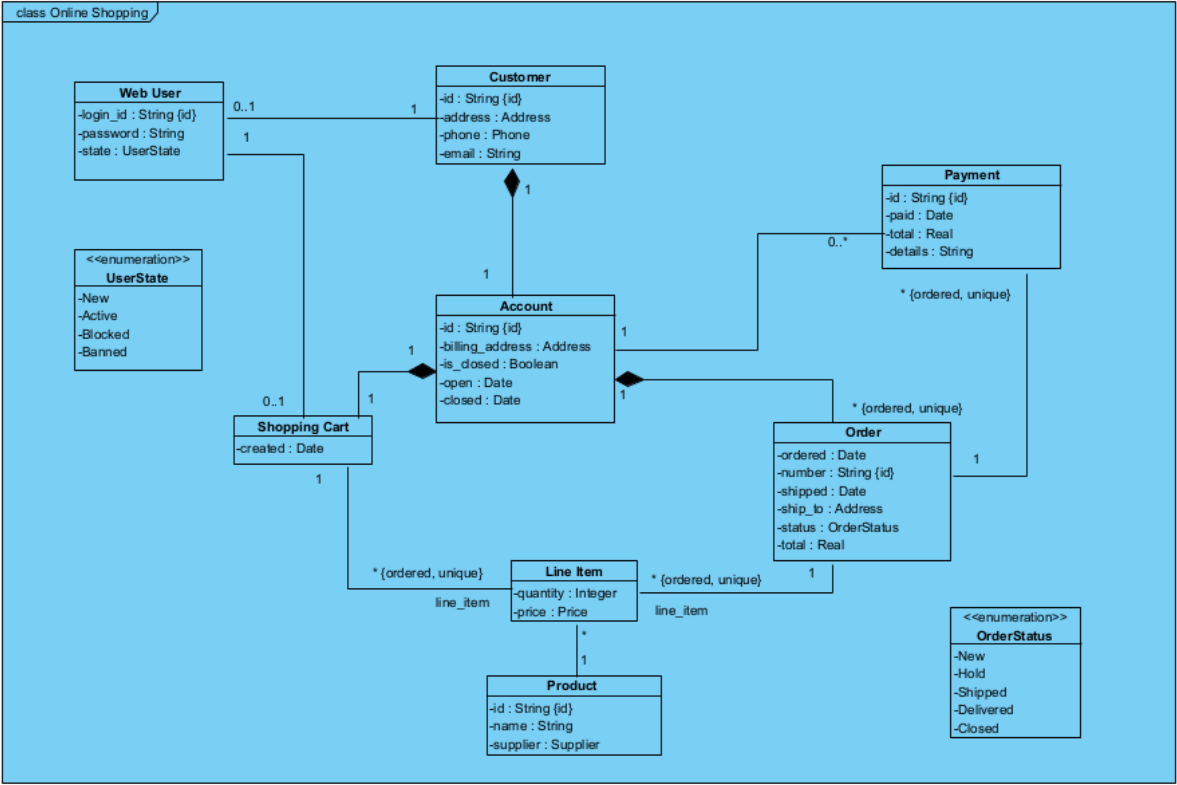 class Online Shopping
Web User
-login_id : String {id}
-password : String
-state : UserState
0..1
1
1
Customer
-id : String {id}
-address : Address
-phone : Phone
-email : String
1
1
Payment
-id : String {id}
-paid : Date
-total : Real
-details : String
0..*
* {ordered, unique}
<<enumeration>>
UserState
-New
-Active
-Blocked
-Banned
Account
-id : String {id}
-billing_address : Address
-is_closed : Boolean
-open : Date
-closed : Date
1
1
1
1
0..1
Shopping Cart
-created : Date
1
* {ordered, unique}
Order
-ordered : Date
-number : String {id}
-shipped : Date
-ship_to : Address
-status : OrderStatus
-total : Real
1
1
* {ordered, unique}
line_item
Line Item
-quantity : Integer
-price : Price
* {ordered, unique}
line_item
*
1
Product
-id : String {id}
-name : String
-supplier : Supplier
<<enumeration>>
OrderStatus
-New
-Hold
-Shipped
-Delivered
-Closed